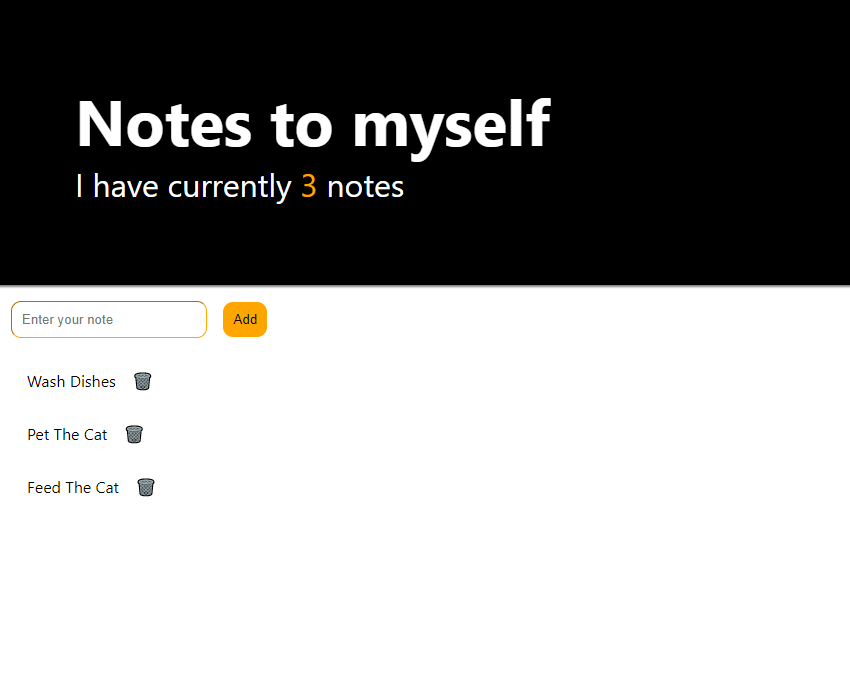 Notes to myself
I have currently 3 notes
Enter your note
Add
Wash Dishes
Pet The Cat
Feed The Cat